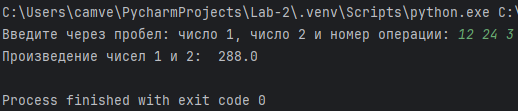 C:\Users\camve\PycharmProjects\Lab-2\.venv\Scripts\python.exe C:\
Введите через пробел: число 1, число 2 и номер операции: 12 24 3
Произведение чисел 1 и 2:  288.0
Process finished with exit code 0